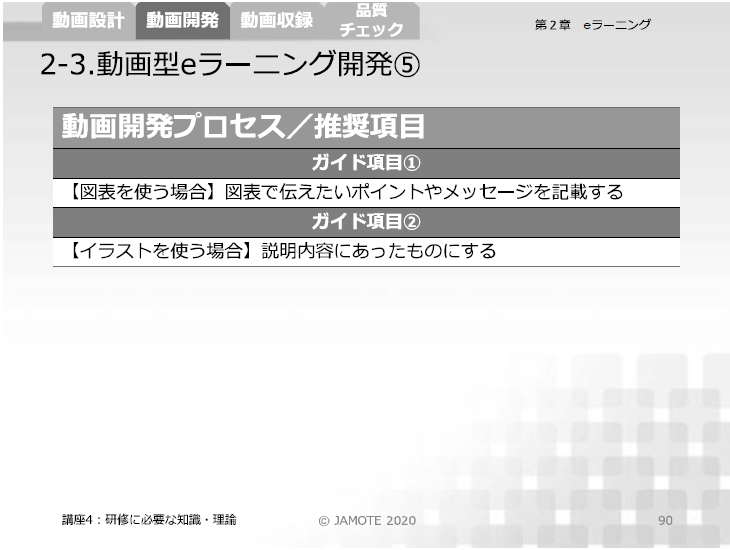 動画設計 動画開発 動画収録 品質
チェック
第2章 eラーニング
2-3.動画型eラーニング開発⑤
動画開発プロセス／推奨項目
ガイド項目①
【図表を使う場合】図表で伝えたいポイントやメッセージを記載する
ガイド項目②
【イラストを使う場合】説明内容にあったものにする
講座4：研修に必要な知識・理論 © JAMOTE 2020 90